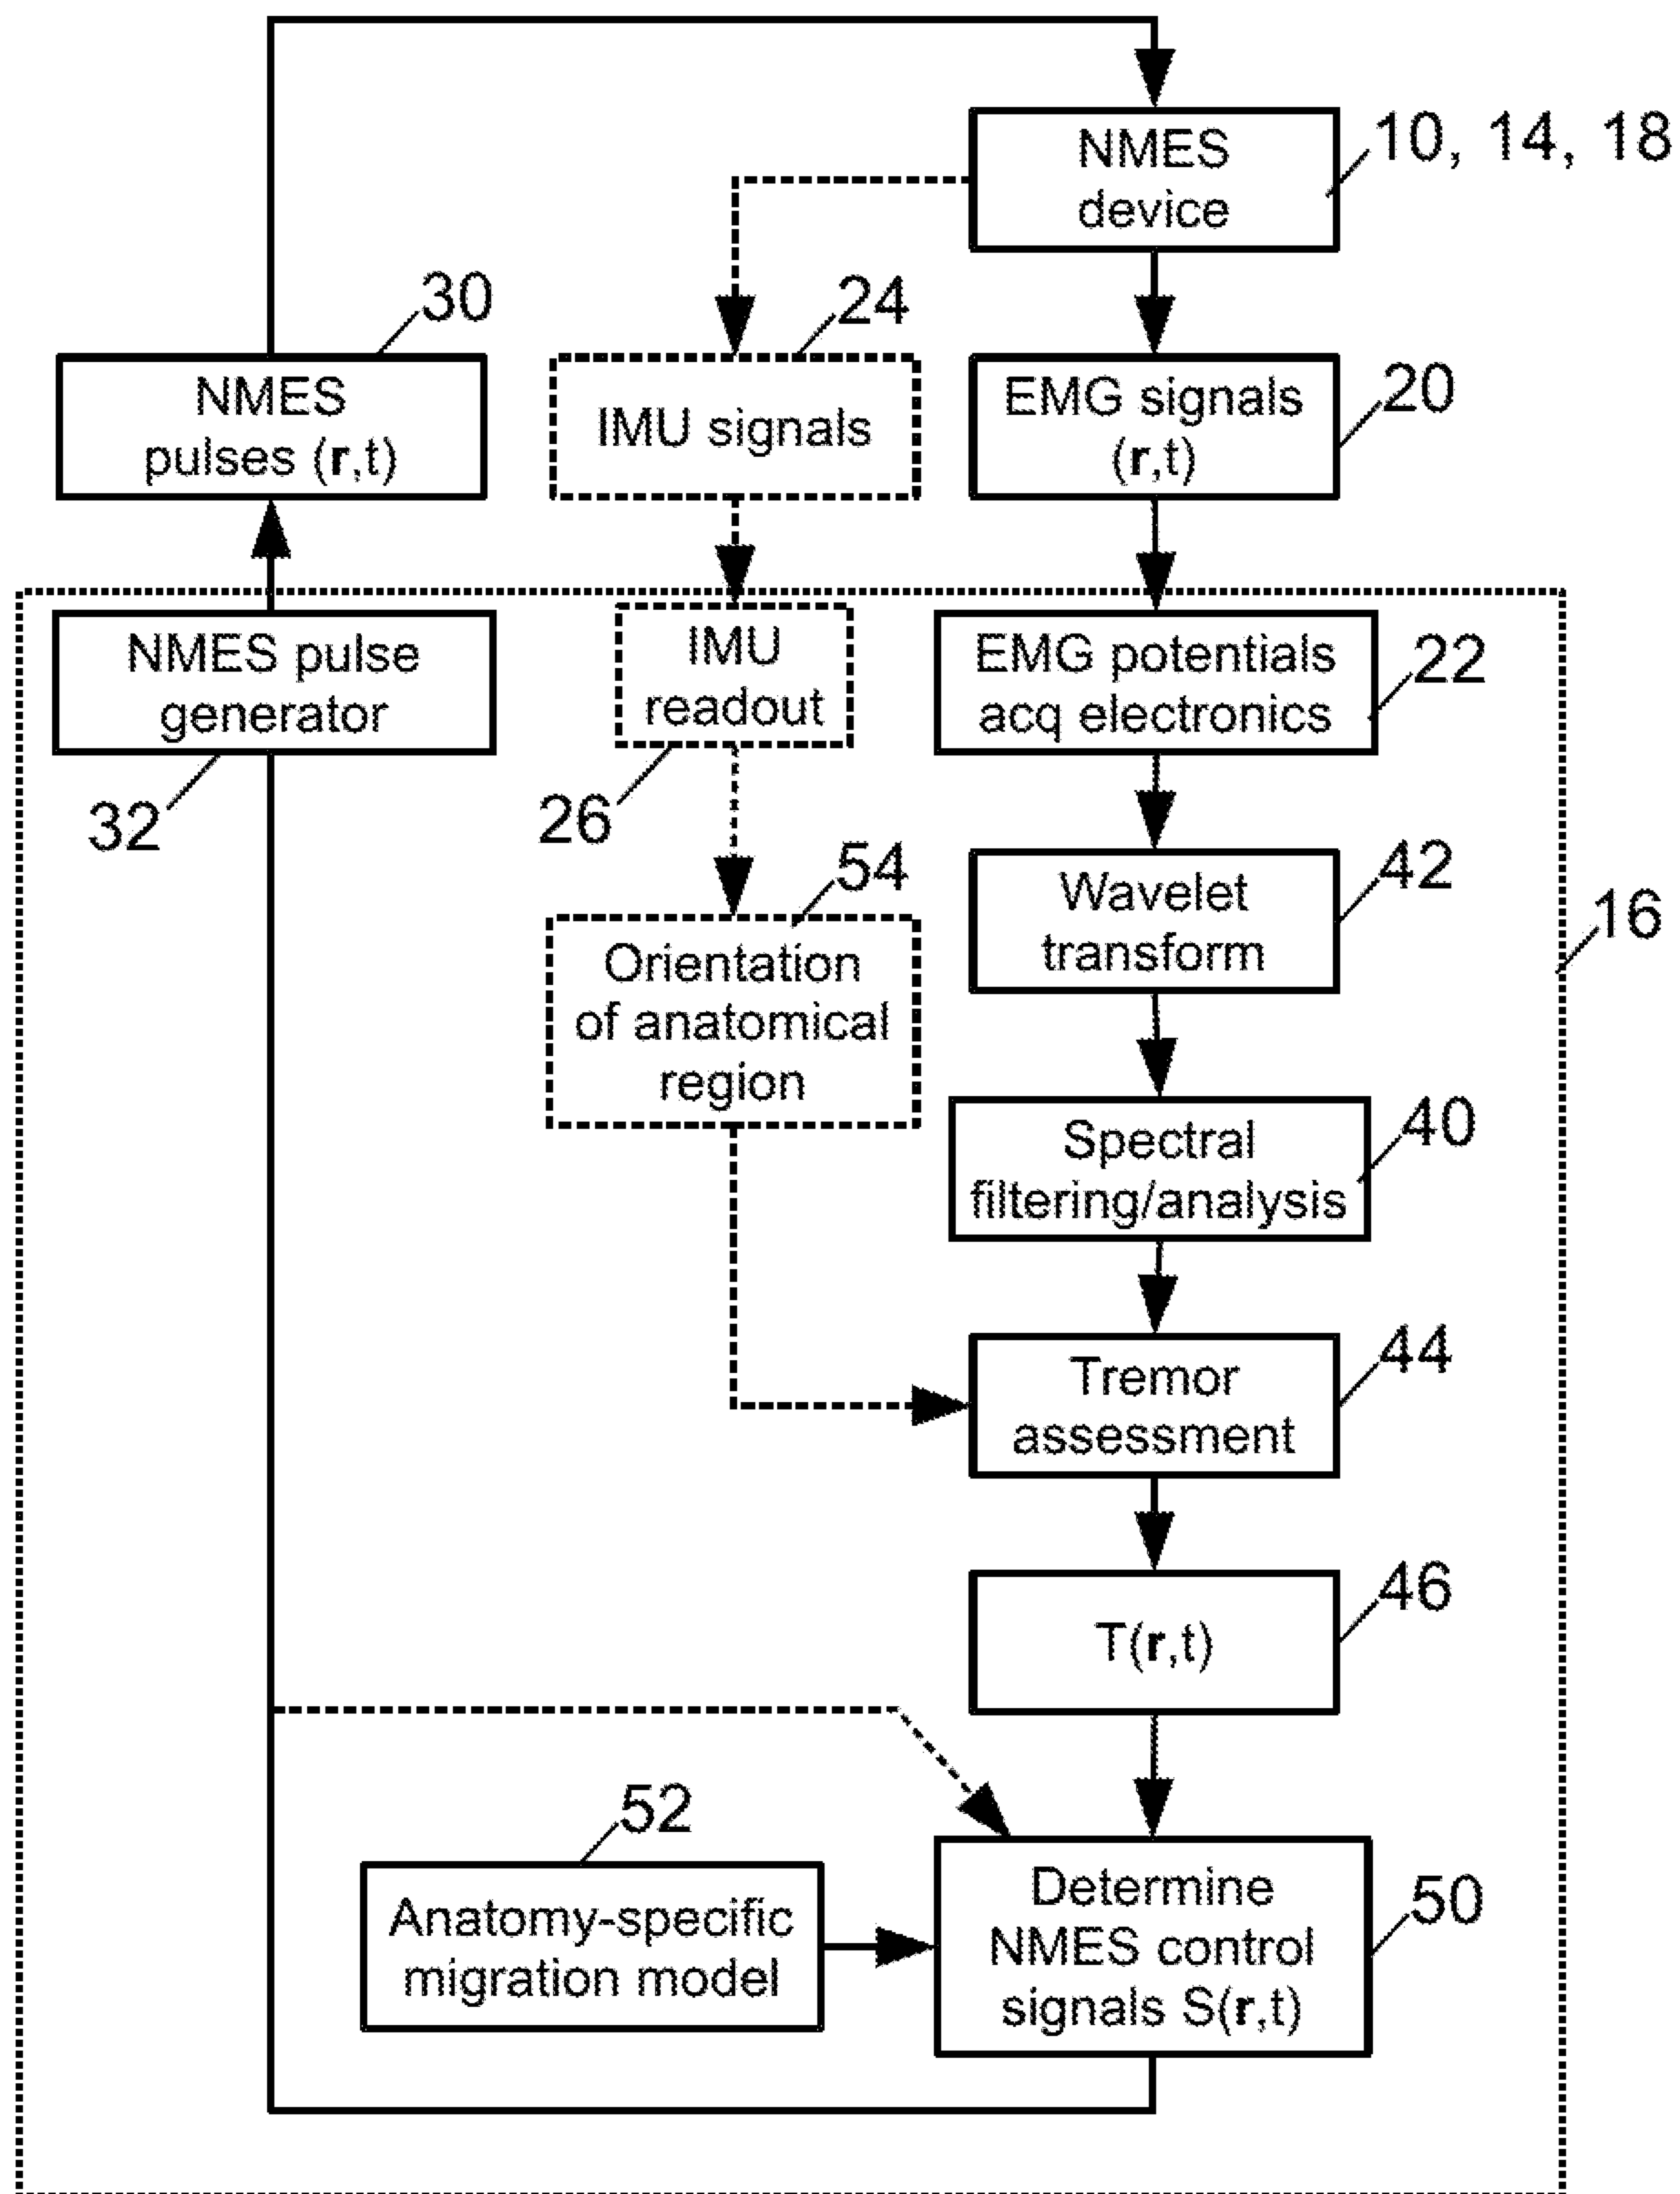 NMES
device
10, 14, 18
30
24
NMES
pulses (r,t)
IMU signals
EMG signals
(r,t)
20
NMES pulse
generator
32
IMU
readout
26
EMG potentials
acq electronics
22
54
Wavelet
transform
42
16
Orientation
of anatomical
region
Spectral
filtering/analysis
40
Tremor
assessment
44
T(r,t)
46
52
Anatomy-specific
migration model
Determine
NMES control
signals S(r,t)
50